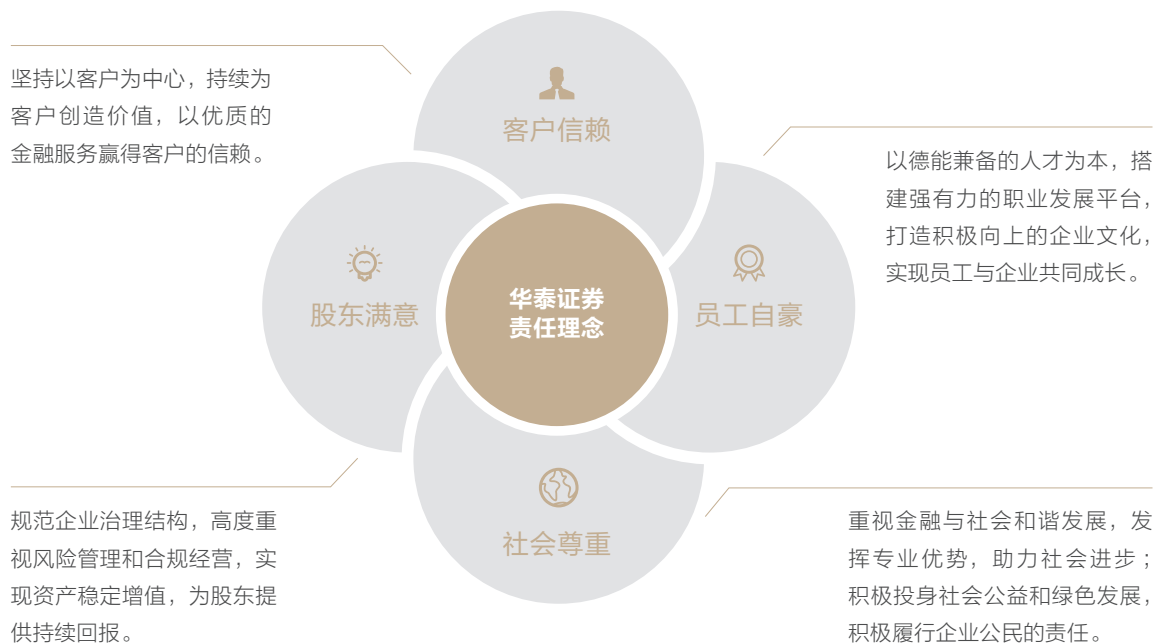 坚持以客户为中心，持续为
客户创造价值，以优质的
金融服务赢得客户的信赖。
客户信赖
以德能兼备的人才为本，搭
建强有力的职业发展平台，
打造积极向上的企业文化，
实现员工与企业共同成长。
股东满意
华泰证券
责任理念
员工自豪
社会尊重
规范企业治理结构，高度重
视风险管理和合规经营，实
现资产稳定增值，为股东提
供持续回报。
重视金融与社会和谐发展，发
挥专业优势，助力社会进步；
积极投身社会公益和绿色发展，
积极履行企业公民的责任。